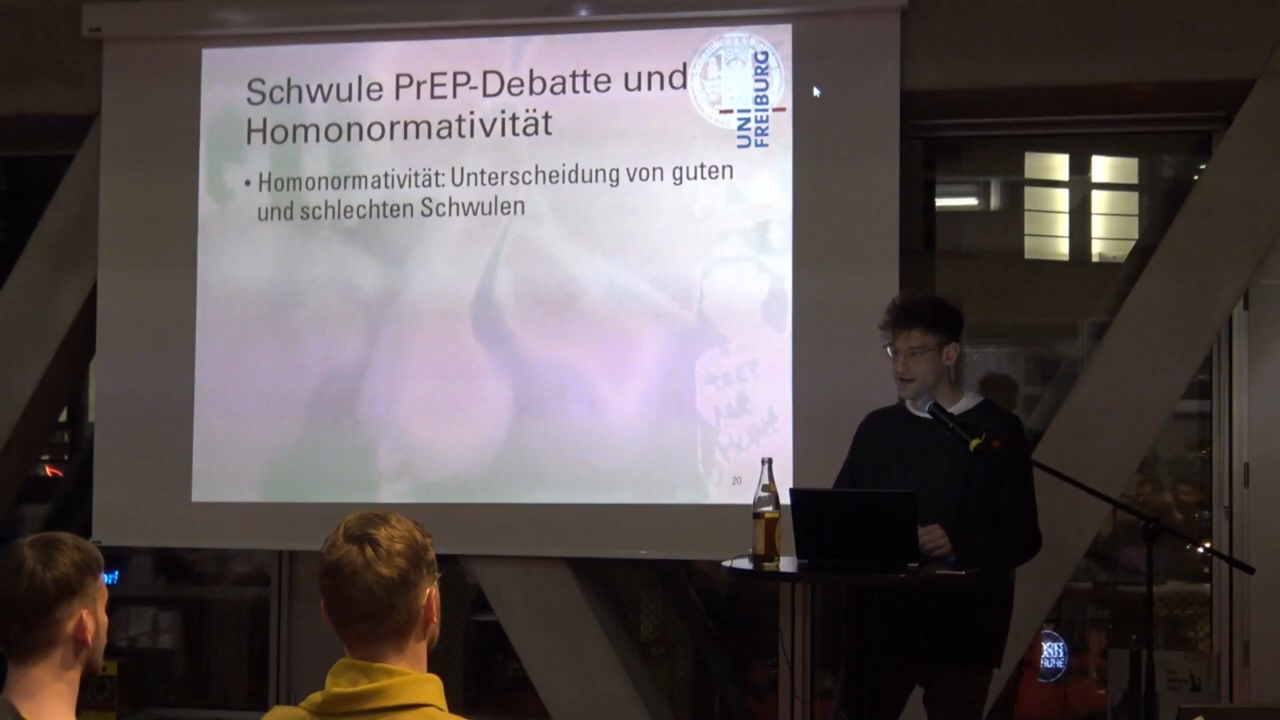 Schwule PrEP-Debatte und
Homonormativität
UNI
FREIBURG
• Homonormativität: Unterscheidung von guten
und schlechten Schwulen
20